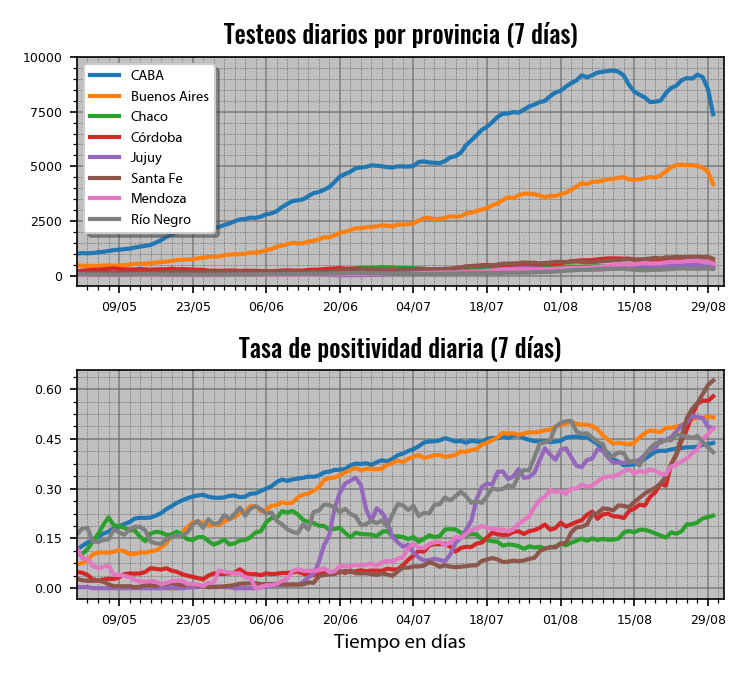 Testeos diarios por provincia (7 días)
10000
7500
5000
2500
0
CABA
Buenos Aires
Chaco
Córdoba
Jujuy
Santa Fe
Mendoza
Río Negro
09/05 23/05 06/06 20/06 04/07 18/07 01/08 15/08 29/08
Tasa de positividad diaria (7 días)
0.60
0.45
0.30
0.15
0.00
09/05 23/05 06/06 20/06 04/07 18/07 01/08 15/08 29/08
Tiempo en días